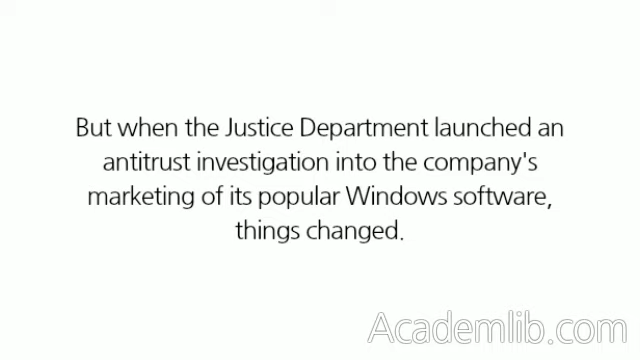 But when the Justice Department launched an
antitrust investigation into the company's
marketing of its popular Windows software,
things changed.
Academlib.com